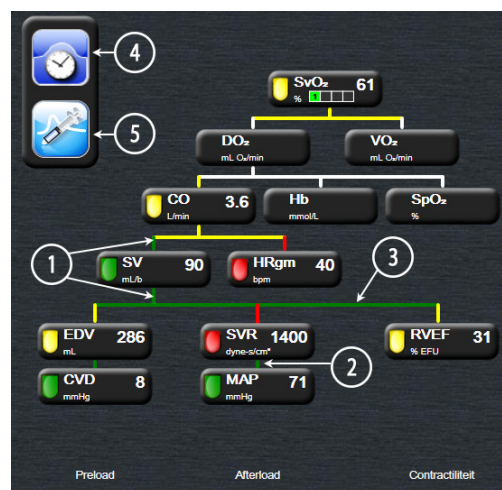 4
SvO₂ 61
% 1
5
DO₂ VO₂
mL O₂/min mL O₂/min
CO 3.6 Hb SpO₂
L/min mmol/L %
1 3
SV 90 HRgm 40
mL/b bpm
EDV 286 SVR 1400 RVEF 31
mL dyne-s/cm⁵ % EFU
2
CVD 8 MAP 71
mmHg mmHg
Preload Afterload Contractiliteit